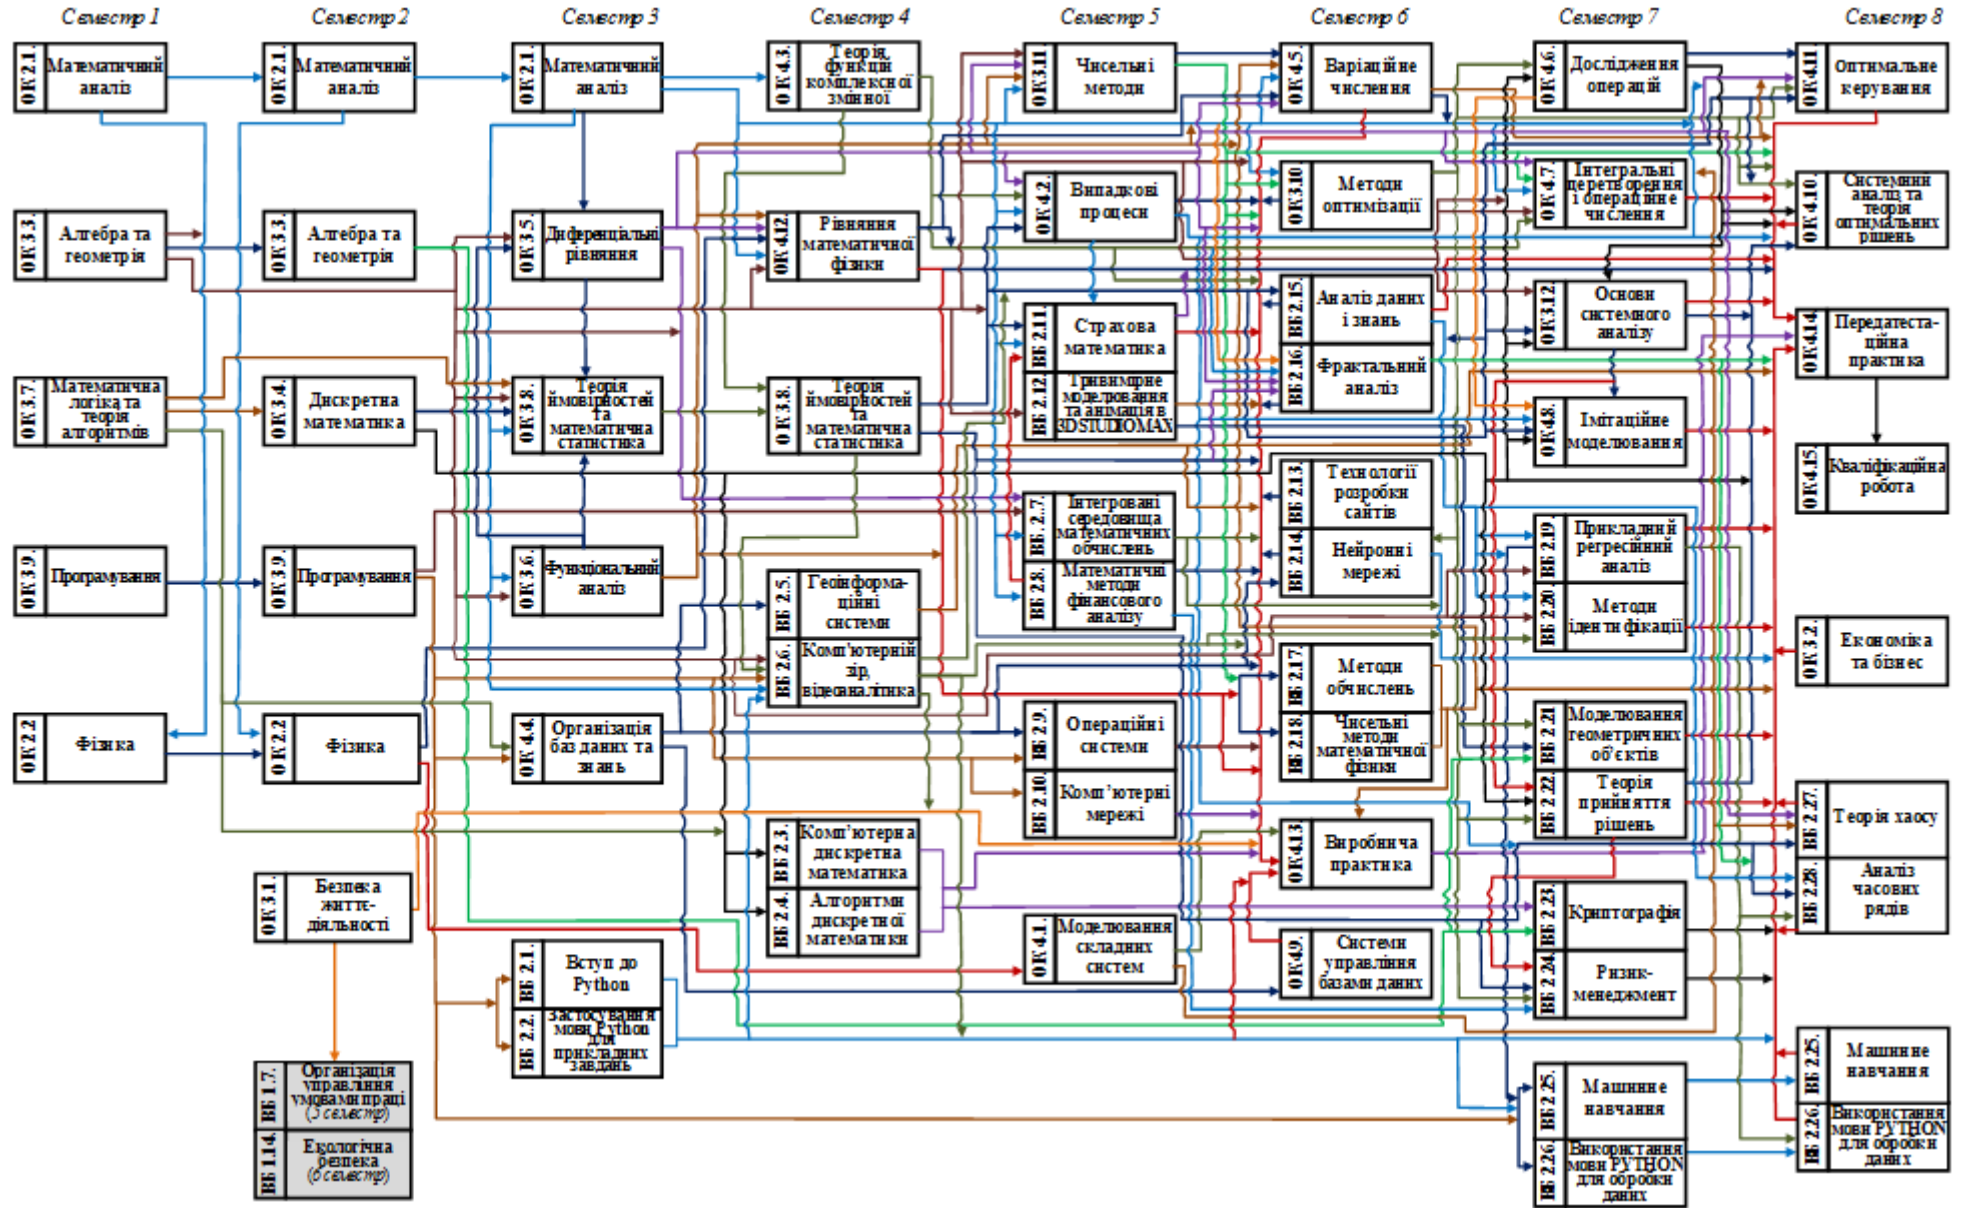 Семестр 1
Семестр 2
Семестр 3
Семестр 4
Семестр 5
Семестр 6
Семестр 7
Семестр 8
ОК 2.1.
Математичний
аналіз
ОК 3.3.
Алгебра та
геометрія
ОК 3.7.
Математична
логіка та
теорія
алгоритмів
ОК 3.9.
Програмування
ОК 2.2
Фізика
ОК 2.1.
Математичний
аналіз
ОК 3.3.
Алгебра та
геометрія
ОК 3.4.
Дискретна
математика
ОК 3.9.
Програмування
ОК 2.2
Фізика
ОК 3.1.
Безпека
життє-
діяльності
ВБ 1.7.
Організація
управління
умовами праці
(5 семестр)
ВБ 1.14.
Екологічна
безпека
(6 семестр)
ОК 2.1.
Математичний
аналіз
ОК 3.5.
Диференціальні
рівняння
ОК 3.8.
Теорія
ймовірностей
та
математична
статистика
ОК 3.6.
Функціональний
аналіз
ОК 4.4.
Організація
баз даних та
знань
ВБ 2.1.
Вступ до
Python
ВБ 2.2.
Застосування
мови Python
для
прикладних
завдань
ОК 4.3.
Теорія
функцій
комплексної
змінної
ОК 4.12.
Рівняння
математичної
фізики
ОК 3.8.
Теорія
ймовірностей
та
математична
статистика
ВБ 2.5.
Геоінформа-
ційні
системи
ВБ 2.6.
Комп'ютерній
зір,
відеоаналітика
ВБ 2.3.
Комп'ютерна
дискретна
математика
ВБ 2.4.
Алгоритми
дискретної
математики
ОК 3.11.
Чисельні
методи
ОК 4.2.
Випадкові
процеси
ВБ 2.11.
Страхова
математика
ВБ 2.12.
Тривимірне
моделювання
та анімація в
3DSTUDIOMAX
ВБ 2.7.
Інтегровані
середовища
математичних
обчислень
ВБ 2.8.
Математичні
методи
фінансового
аналізу
ВБ 2.9.
Операційні
системи
ВБ 2.10.
Комп'ютерні
мережі
ОК 4.1.
Моделювання
складних
систем
ОК 4.5.
Варіаційне
числення
ОК 3.10.
Методи
оптимізації
ВБ 2.15.
Аналіз даних
і знань
ВБ 2.16.
Фрактальний
аналіз
ВБ 2.13.
Технології
розробки
сайтів
ВБ 2.14.
Нейронні
мережі
ВБ 2.17.
Методи
обчислень
ВБ 2.18.
Чисельні
методи
математичної
фізики
ОК 4.13
Виробнича
практика
ОК 4.9.
Системи
управління
базами даних
ОК 4.6.
Дослідження
операцій
ОК 4.7.
Інтегральні
перетворення
і операційне
числення
ОК 3.12.
Основи
системного
аналізу
ОК 4.8.
Імітаційне
моделювання
ВБ 2.19.
Прикладний
регресійний
аналіз
ВБ 2.20.
Методи
ідентифікації
ВБ 2.21
Моделювання
геометричних
об'єктів
ВБ 2.22.
Теорія
прийняття
рішень
ВБ 2.23.
Криптографія
ВБ 2.24.
Ризик-
менеджмент
ВБ 2.25.
Машинне
навчання
ВБ 2.26.
Використання
мови PYTHON
для обробки
даних
ОК 4.11
Оптимальне
керування
ОК 4.10.
Системний
аналіз та
теорія
оптимальних
рішень
ОК 4.14.
Передатеста-
ційна
практика
ОК 4.15.
Кваліфікаційна
робота
ОК 3.2.
Економіка
та бізнес
ВБ 2.27.
Теорія хаосу
ВБ 2.28.
Аналіз
часових
рядів
ВБ 2.25.
Машинне
навчання
ВБ 2.26.
Використання
мови PYTHON
для обробки
даних